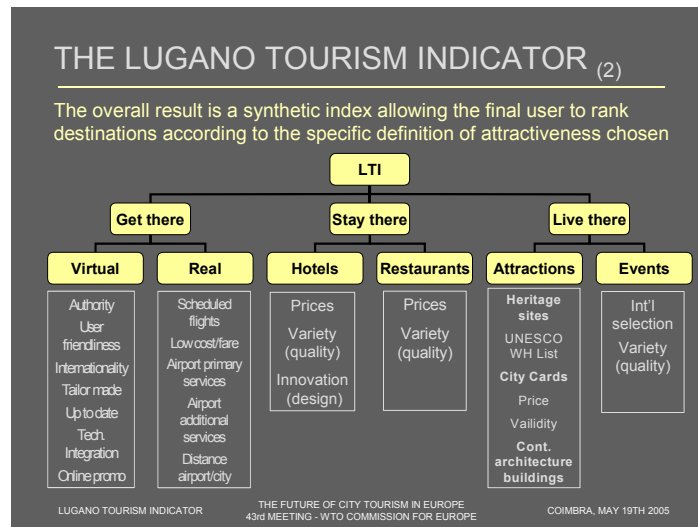 THE LUGANO TOURISM INDICATOR (2)
The overall result is a synthetic index allowing the final user to rank
destinations according to the specific definition of attractiveness chosen
LTI
Get there
Stay there
Live there
Virtual
Real
Hotels
Restaurants
Attractions
Events
Authority
User
friendliness
Internationality
Tailor made
Up to date
Tech.
Integration
Online promo
Scheduled
flights
Low cost/fare
Airport primary
services
Airport
additional
services
Distance
airport/city
Prices
Variety
(quality)
Innovation
(design)
Prices
Variety
(quality)
Heritage
sites
UNESCO
WH List
City Cards
Price
Vailidity
Cont.
architecture
buildings
Int'l
selection
Variety
(quality)
LUGANO TOURISM INDICATOR
THE FUTURE OF CITY TOURISM IN EUROPE
43rd MEETING - WTO COMMISSION FOR EUROPE
COIMBRA, MAY 19TH 2005